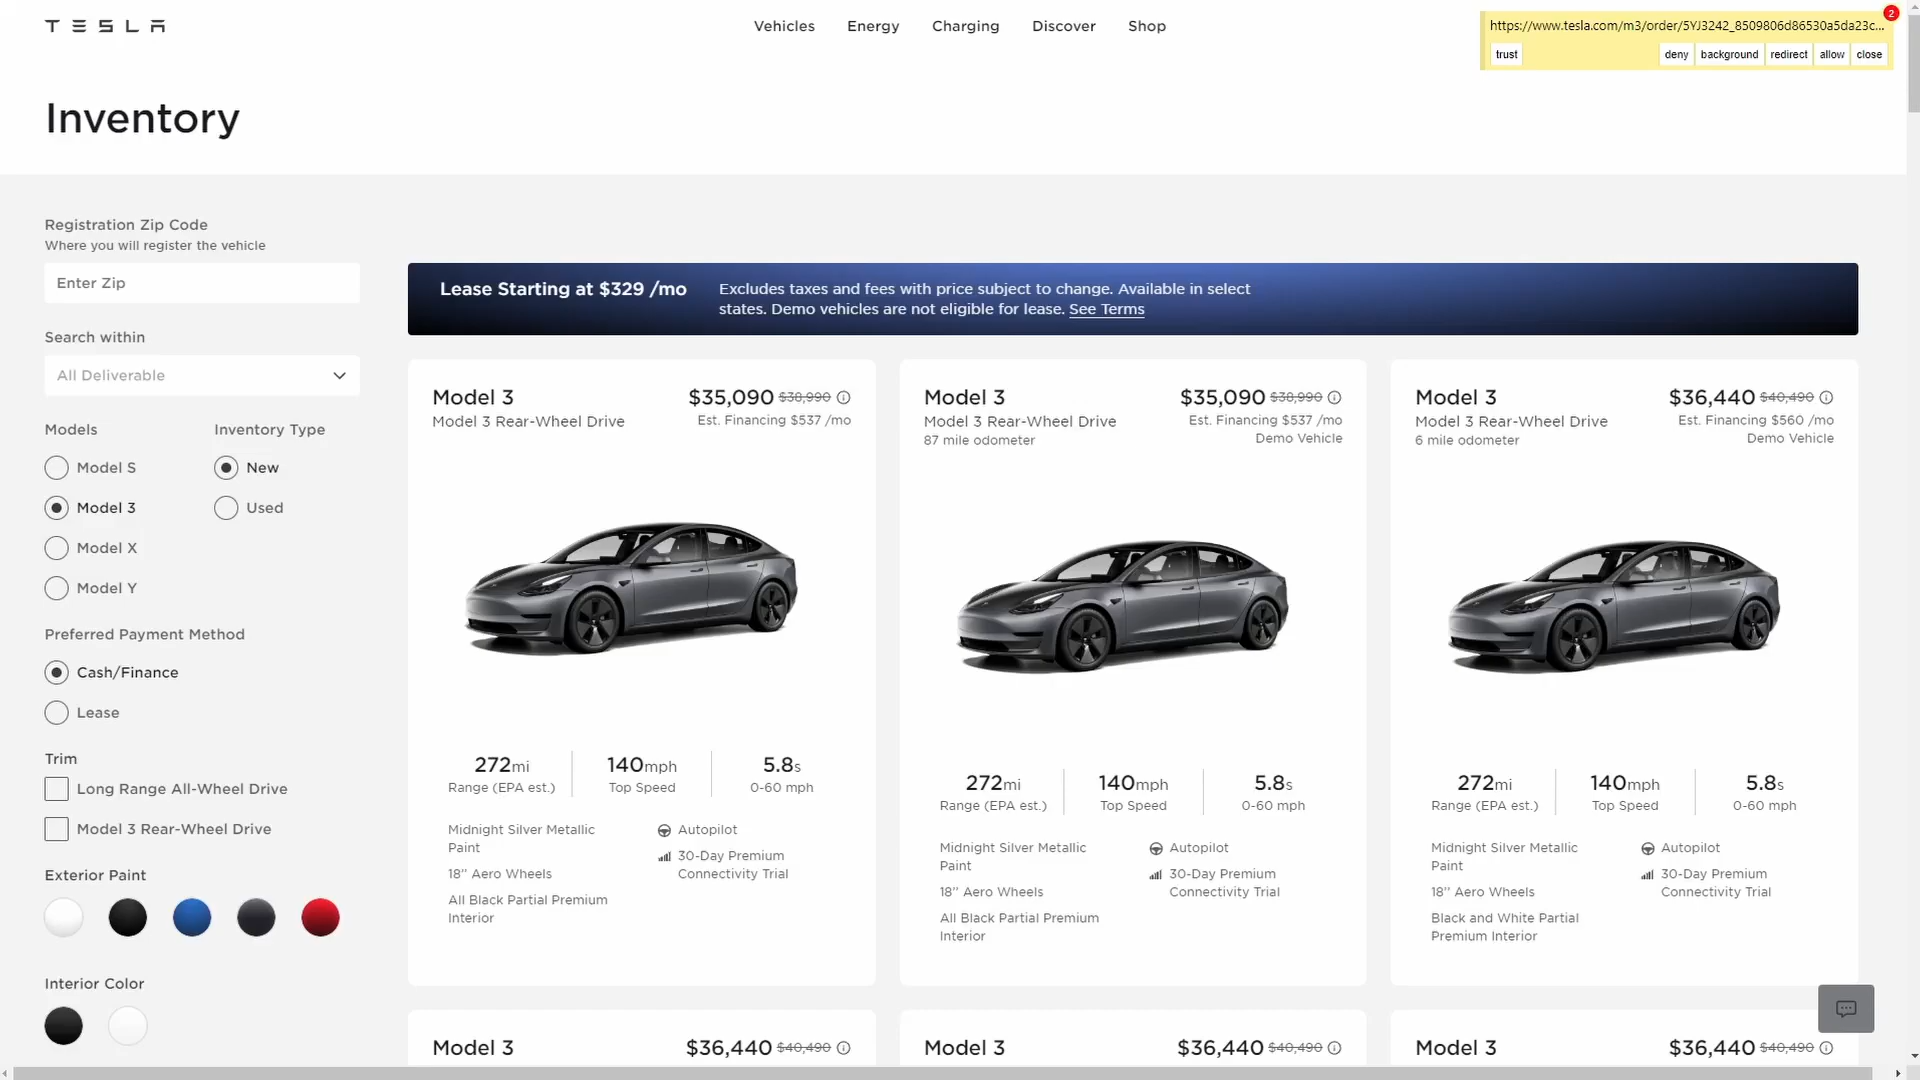 TESLA
Vehicles
Energy
Charging
Discover
Shop
2
https://www.tesla.com/m3/order/5YJ3242_8509806d86530a5da23c...
trust
deny
background
redirect
allow
close
Inventory
Registration Zip Code
Where you will register the vehicle
Enter Zip
Search within
All Deliverable
Models
Inventory Type
Model S
New
Model 3
Used
Model X
Model Y
Preferred Payment Method
Cash/Finance
Lease
Trim
Long Range All-Wheel Drive
Model 3 Rear-Wheel Drive
Exterior Paint
Interior Color
Lease Starting at $329 /mo
Excludes taxes and fees with price subject to change. Available in select
states. Demo vehicles are not eligible for lease. See Terms
Model 3
$35,090 $38,990
Model 3 Rear-Wheel Drive
Est. Financing $537 /mo
272mi
Range (EPA est.)
140mph
Top Speed
5.8s
0-60 mph
Midnight Silver Metallic
Paint
18’’ Aero Wheels
All Black Partial Premium
Interior
Autopilot
30-Day Premium
Connectivity Trial
Model 3
$35,090 $38,990
Model 3 Rear-Wheel Drive
Est. Financing $537 /mo
87 mile odometer
Demo Vehicle
272mi
Range (EPA est.)
140mph
Top Speed
5.8s
0-60 mph
Midnight Silver Metallic
Paint
18’’ Aero Wheels
All Black Partial Premium
Interior
Autopilot
30-Day Premium
Connectivity Trial
Model 3
$36,440 $40,490
Model 3 Rear-Wheel Drive
Est. Financing $560 /mo
6 mile odometer
Demo Vehicle
272mi
Range (EPA est.)
140mph
Top Speed
5.8s
0-60 mph
Midnight Silver Metallic
Paint
18’’ Aero Wheels
Black and White Partial
Premium Interior
Autopilot
30-Day Premium
Connectivity Trial
Model 3
$36,440 $40,490
Model 3
$36,440 $40,490
Model 3
$36,440 $40,490